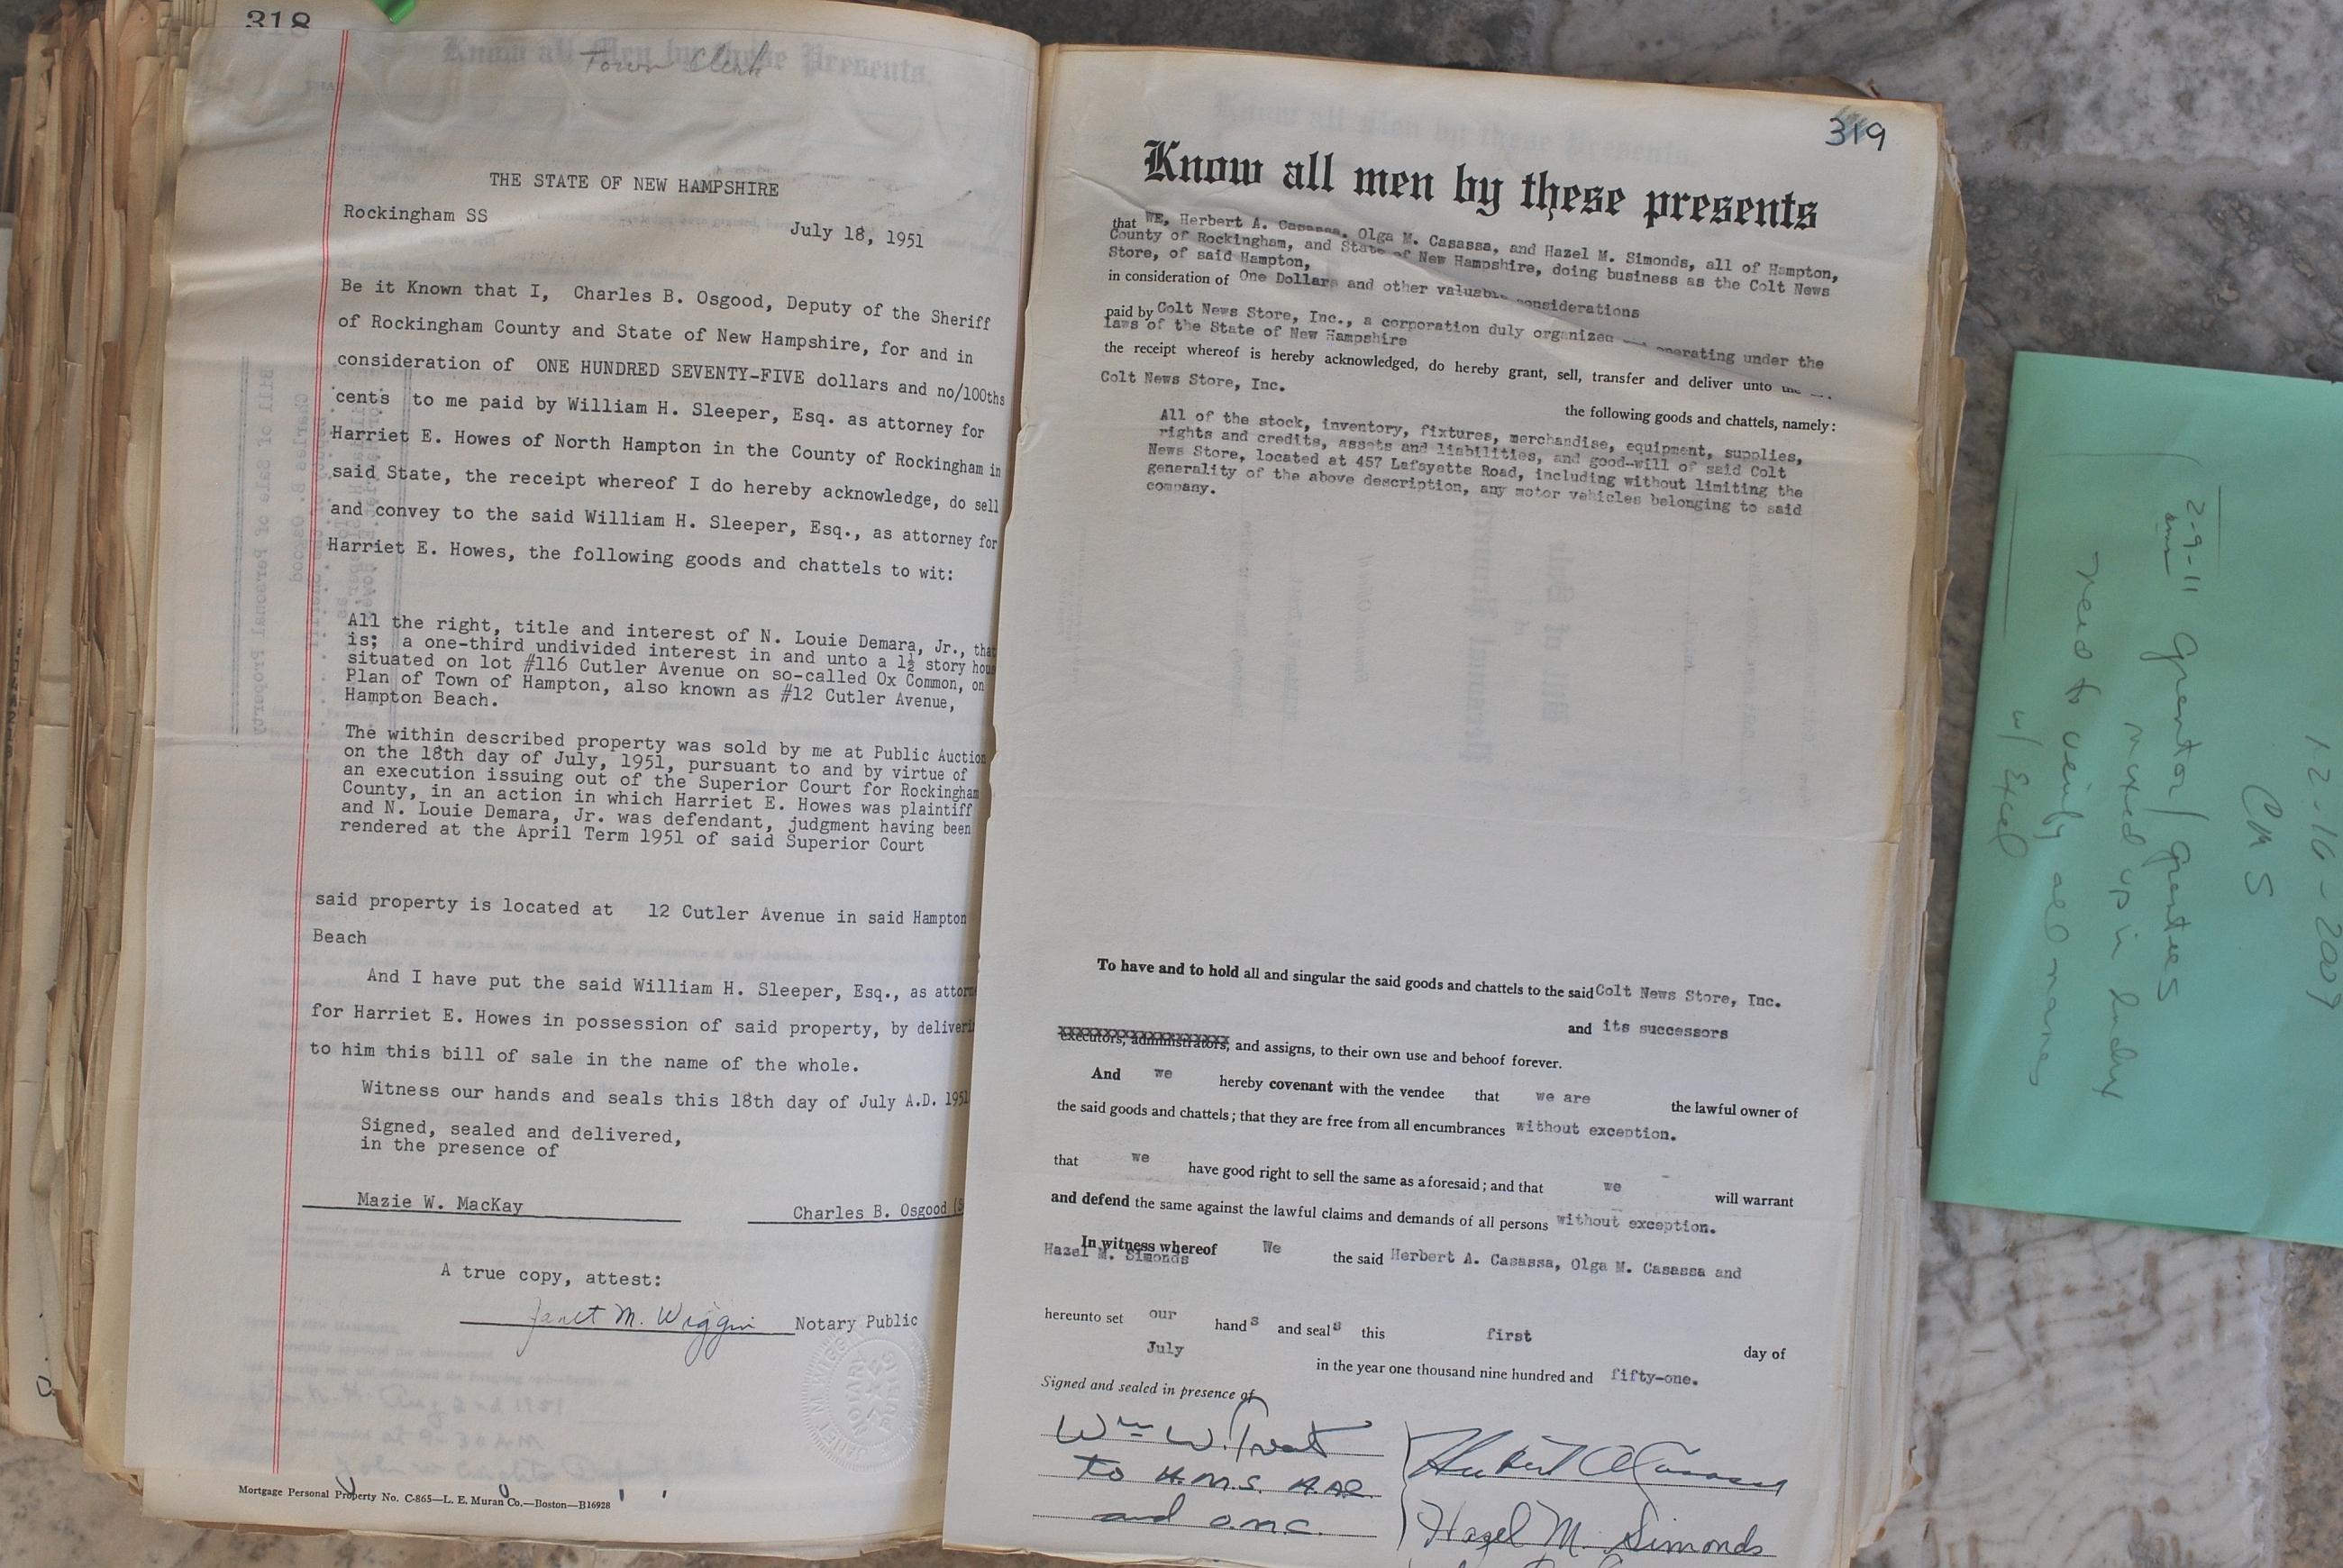 318
Town Clerk
THE STATE OF NEW HAMPSHIRE
Rockingham SS
July 18, 1951
Be it Known that I, Charles B. Osgood, Deputy of the Sheriff
of Rockingham County and State of New Hampshire, for and in
consideration of ONE HUNDRED SEVENTY-FIVE dollars and no/100ths
cents to me paid by William H. Sleeper, Esq. as attorney for
Harriet E. Howes of North Hampton in the County of Rockingham in
said State, the receipt whereof I do hereby acknowledge, do sell
and convey to the said William H. Sleeper, Esq., as attorney for
Harriet E. Howes, the following goods and chattels to wit:
All the right, title and interest of N. Louie Demara, Jr., tha
is; a one-third undivided interest in and unto a 1½ story hou
situated on lot #116 Cutler Avenue on so-called Ox Common, on
Plan of Town of Hampton, also known as #12 Cutler Avenue,
Hampton Beach.
The within described property was sold by me at Public Auction
on the 18th day of July, 1951, pursuant to and by virtue of
an execution issuing out of the Superior Court for Rockingham
County, in an action in which Harriet E. Howes was plaintiff
and N. Louie Demara, Jr. was defendant, judgment having been
rendered at the April Term 1951 of said Superior Court
said property is located at 12 Cutler Avenue in said Hampton
Beach
And I have put the said William H. Sleeper, Esq., as attorn
for Harriet E. Howes in possession of said property, by deliveri
to him this bill of sale in the name of the whole.
Witness our hands and seals this 18th day of July A.D. 1951
Signed, sealed and delivered,
in the presence of
Mazie W. MacKay
Charles B. Osgood (S
A true copy, attest:
Janet M. Wiggin Notary Public
Mortgage Personal Property No. C-865—L. E. Muran Co.—Boston—B16928
319
Know all men by these presents
that WE, Herbert A. Casassa, Olga M. Casassa, and Hazel M. Simonds, all of Hampton,
County of Rockingham, and State of New Hampshire, doing business as the Colt News
Store, of said Hampton,
in consideration of One Dollar and other valuable considerations
paid by Colt News Store, Inc., a corporation duly organized operating under the
laws of the State of New Hampshire
the receipt whereof is hereby acknowledged, do hereby grant, sell, transfer and deliver unto
Colt News Store, Inc.
the following goods and chattels, namely:
All of the stock, inventory, fixtures, merchandise, equipment, supplies,
rights and credits, assets and liabilities, and good-will of said Colt
News Store, located at 457 Lafayette Road, including without limiting the
generality of the above description, any motor vehicles belonging to said
company.
To have and to hold all and singular the said goods and chattels to the said Colt News Store, Inc.
and its successors
executors, administrators, and assigns, to their own use and behoof forever.
And we hereby covenant with the vendee that we are the lawful owner of
the said goods and chattels; that they are free from all encumbrances without exception.
that we have good right to sell the same as aforesaid; and that we will warrant
and defend the same against the lawful claims and demands of all persons without exception.
In witness whereof We the said Herbert A. Casassa, Olga M. Casassa and
Hazel M. Simonds
hereunto set our hands and seals this first day of
July in the year one thousand nine hundred and fifty-one.
Signed and sealed in presence of
Wm W. Treat
to H.M.S. H.A.C.
and O.M.C.
Herbert A Casassa
Hazel M. Simonds
12-16-2009
CMS
2-9-11 Grantor/grantees
mixed up in
need to verify all names
w/ Excel